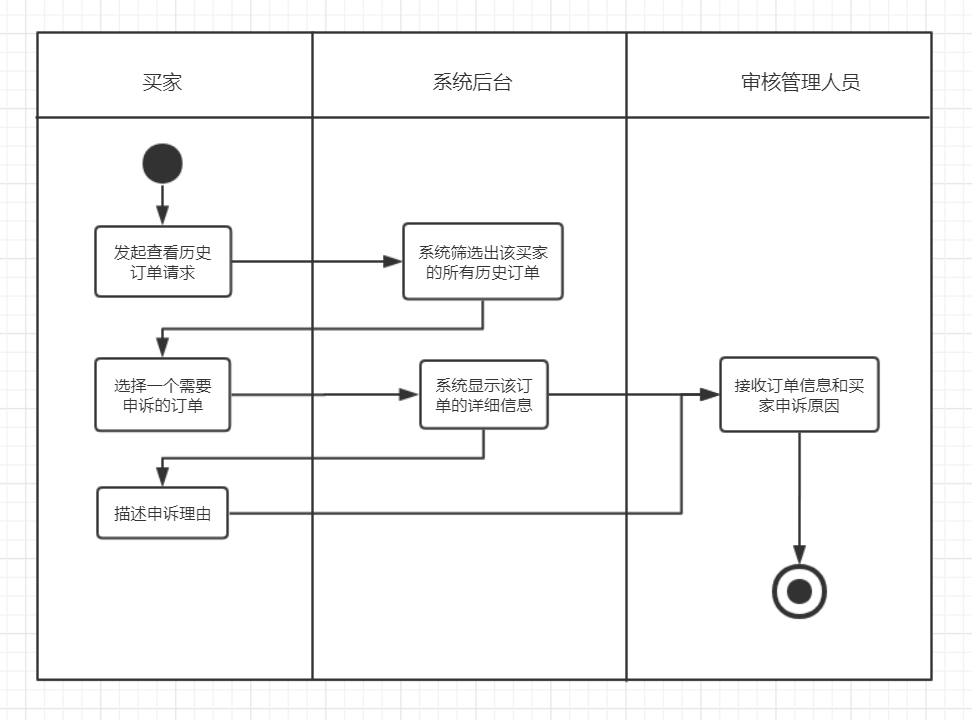 买家
系统后台
审核管理人员
发起查看历史
订单请求
系统筛选出该买家
的所有历史订单
选择一个需要
申诉的订单
系统显示该订
单的详细信息
接收订单信息和买
家申诉原因
描述申诉理由